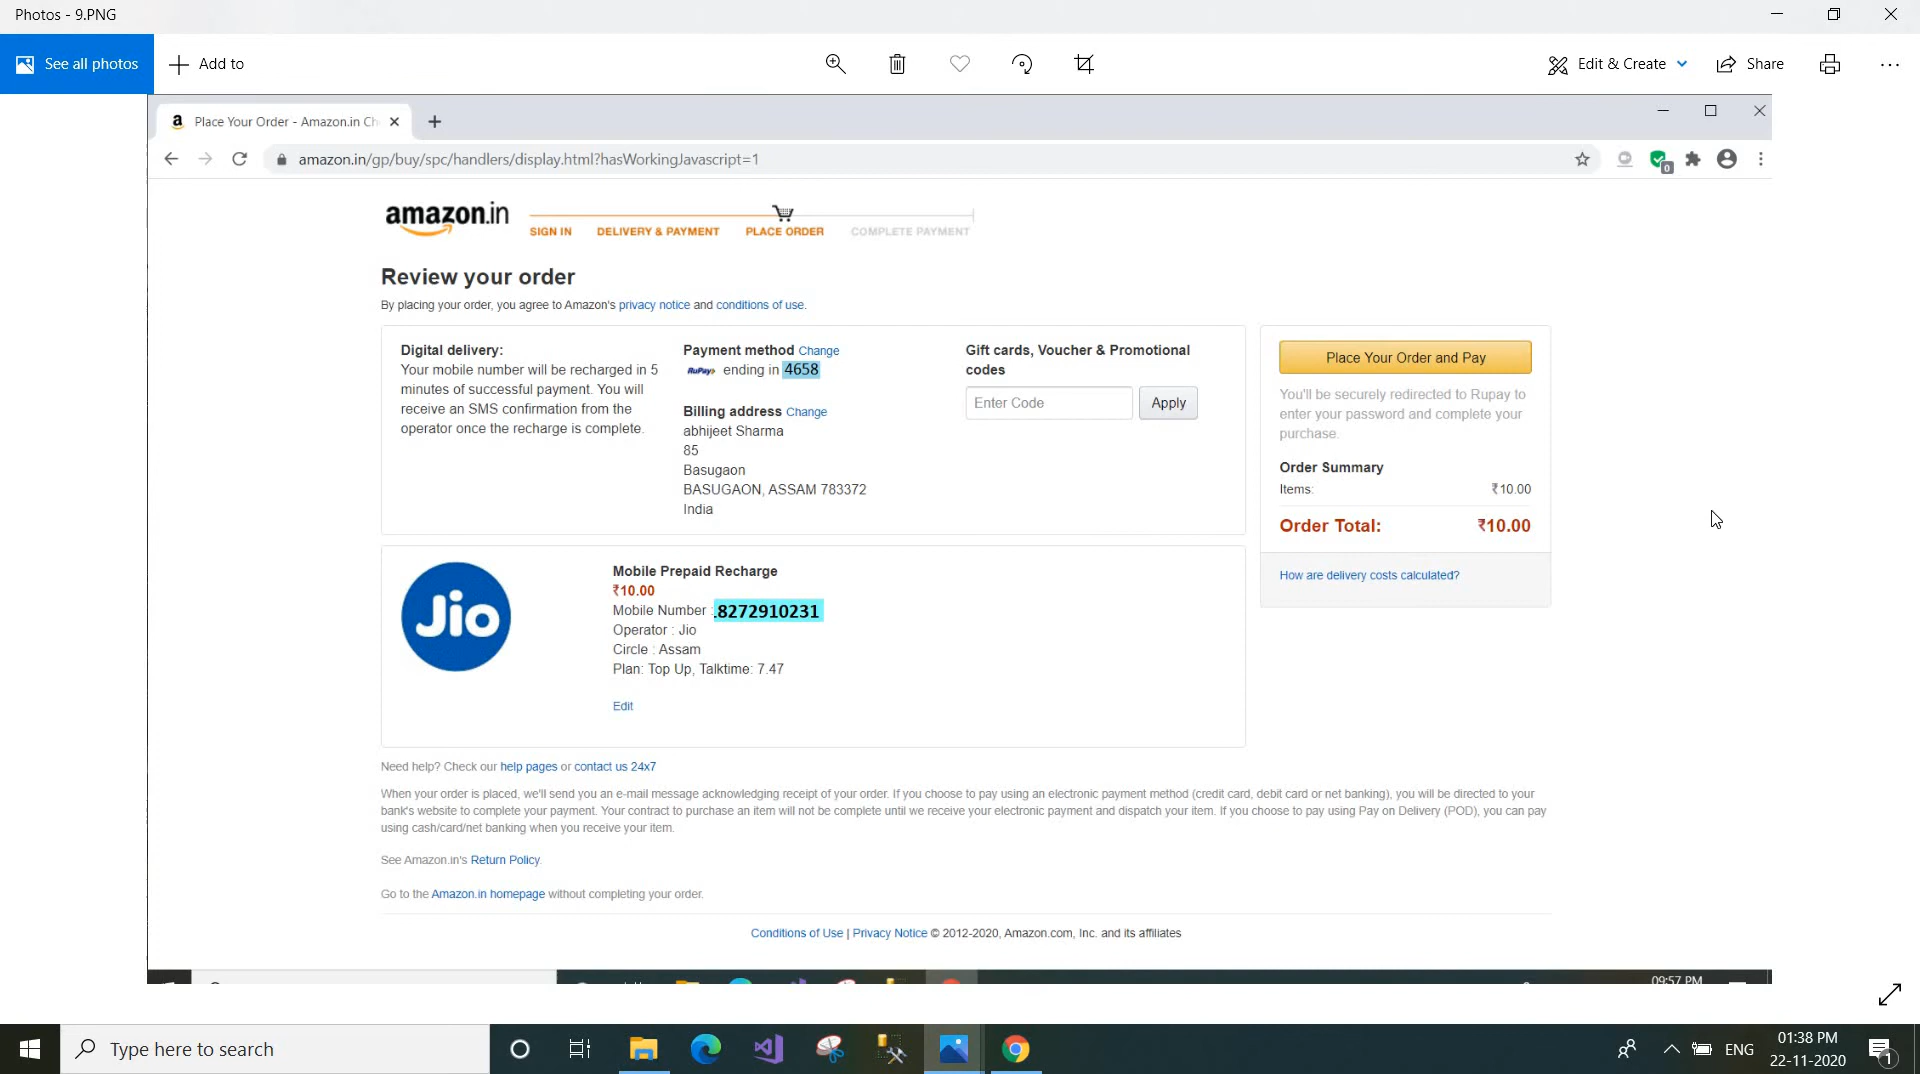 Photos - 9.PNG
See all photos
Add to
Edit & Create
Share
Place Your Order - Amazon.in Ch
amazon.in/gp/buy/spc/handlers/display.html?hasWorkingJavascript=1
amazon.in
SIGN IN DELIVERY & PAYMENT PLACE ORDER COMPLETE PAYMENT
Review your order
By placing your order, you agree to Amazon's privacy notice and conditions of use.
Digital delivery:
Your mobile number will be recharged in 5
minutes of successful payment. You will
receive an SMS confirmation from the
operator once the recharge is complete.
Payment method Change
RuPay ending in 4658
Billing address Change
abhijeet Sharma
85
Basugaon
BASUGAON, ASSAM 783372
India
Gift cards, Voucher & Promotional
codes
Enter Code
Apply
Place Your Order and Pay
You'll be securely redirected to Rupay to
enter your password and complete your
purchase.
Order Summary
Items: ₹10.00
Order Total: ₹10.00
How are delivery costs calculated?
Jio
Mobile Prepaid Recharge
₹10.00
Mobile Number : 8272910231
Operator : Jio
Circle : Assam
Plan: Top Up, Talktime: 7.47
Edit
Need help? Check our help pages or contact us 24x7
When your order is placed, we'll send you an e-mail message acknowledging receipt of your order. If you choose to pay using an electronic payment method (credit card, debit card or net banking), you will be directed to your
bank's website to complete your payment. Your contract to purchase an item will not be complete until we receive your electronic payment and dispatch your item. If you choose to pay using Pay on Delivery (POD), you can pay
using cash/card/net banking when you receive your item.
See Amazon.in's Return Policy.
Go to the Amazon.in homepage without completing your order.
Conditions of Use | Privacy Notice © 2012-2020, Amazon.com, Inc. and its affiliates
09:57 PM
Type here to search
ENG
01:38 PM
22-11-2020
1